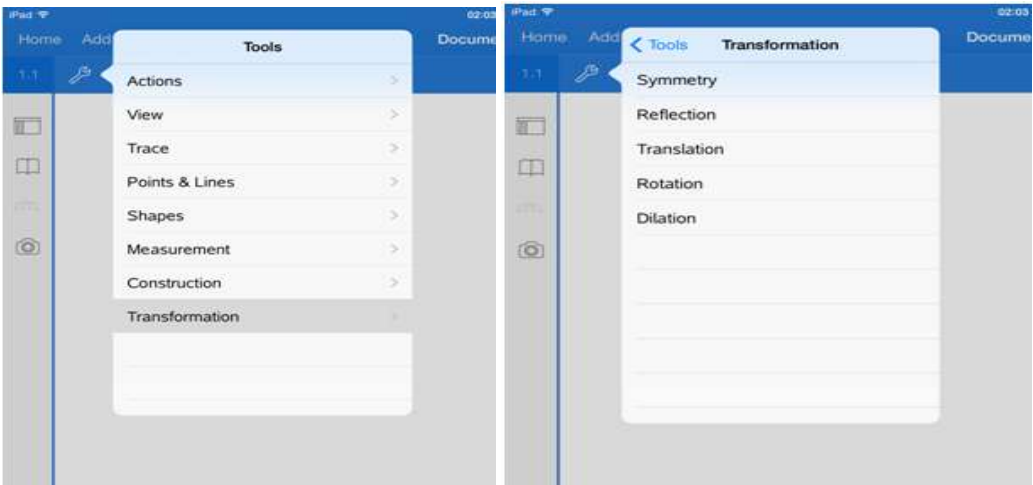 iPad 02:03
Home Add Docume
1.1
Tools
Actions
View
Trace
Points & Lines
Shapes
Measurement
Construction
Transformation
iPad 02:03
Home Add Docume
1.1
Tools Transformation
Symmetry
Reflection
Translation
Rotation
Dilation